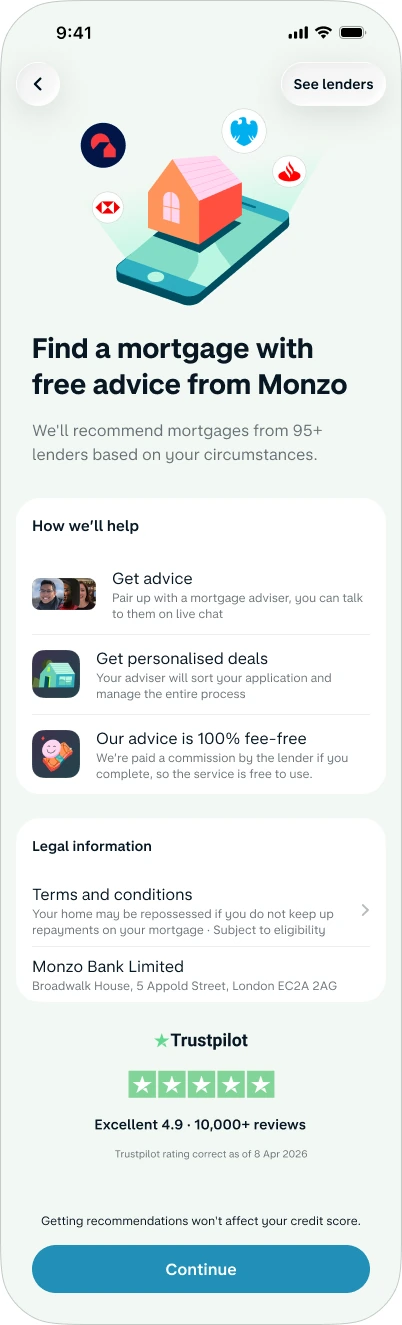 9:41
See lenders
Find a mortgage with
free advice from Monzo
We'll recommend mortgages from 95+
lenders based on your circumstances.
How we'll help
Get advice
Pair up with a mortgage adviser, you can talk
to them on live chat
Get personalised deals
Your adviser will sort your application and
manage the entire process
Our advice is 100% fee-free
We're paid a commission by the lender if you
complete, so the service is free to use.
Legal information
Terms and conditions
Your home may be repossessed if you do not keep up
repayments on your mortgage · Subject to eligibility
Monzo Bank Limited
Broadwalk House, 5 Appold Street, London EC2A 2AG
Trustpilot
Excellent 4.9 · 10,000+ reviews
Trustpilot rating correct as of 8 Apr 2026
Getting recommendations won't affect your credit score.
Continue